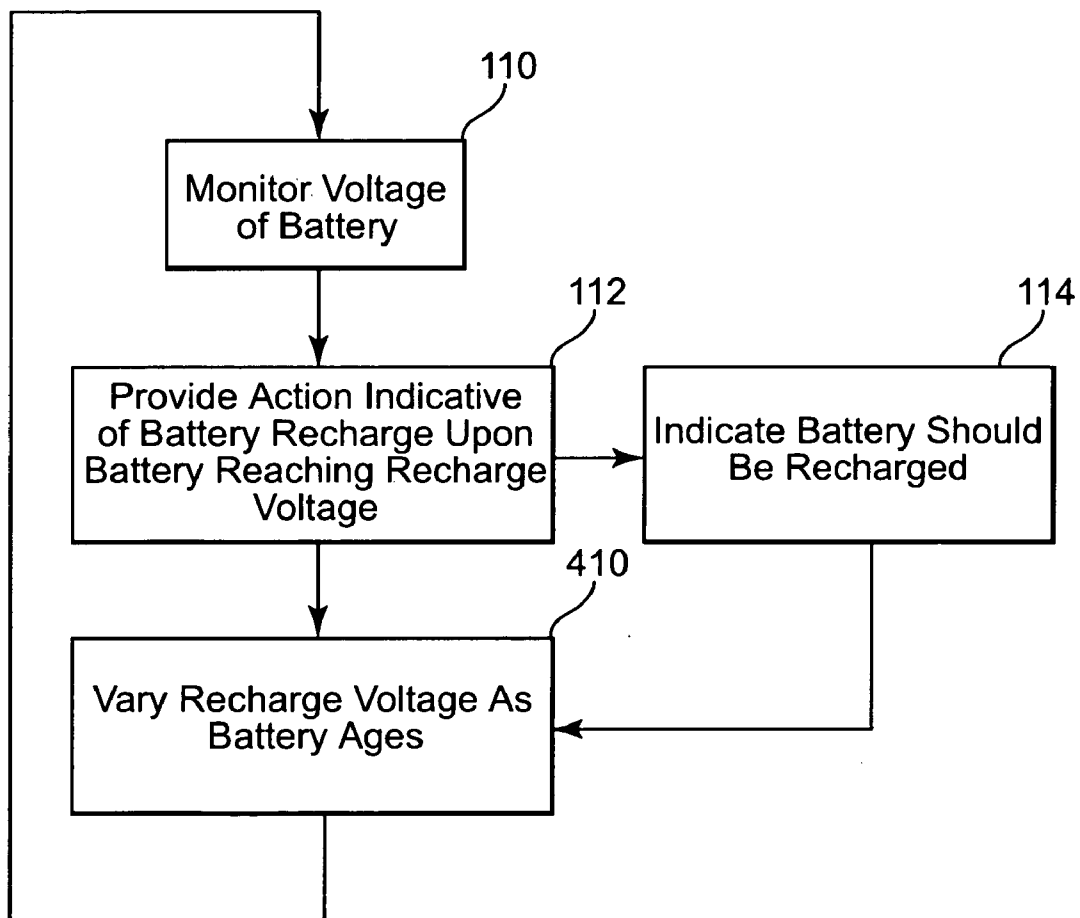 110
Monitor Voltage
of Battery
112
Provide Action Indicative
of Battery Recharge Upon
Battery Reaching Recharge
Voltage
114
Indicate Battery Should
Be Recharged
410
Vary Recharge Voltage As
Battery Ages